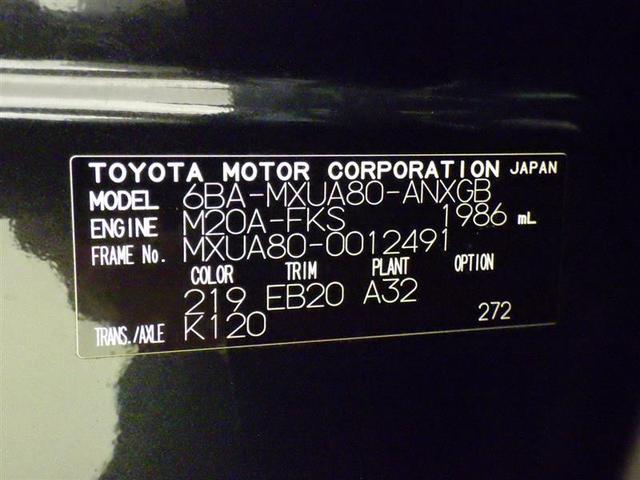 TOYOTA MOTOR CORPORATION JAPAN
MODEL 6BA-MXUA80-ANXGB
ENGINE M20A-FKS 1986 mL
FRAME No. MXUA80-0012491
COLOR TRIM PLANT OPTION
219 EB20 A32
TRANS./AXLE K120 272